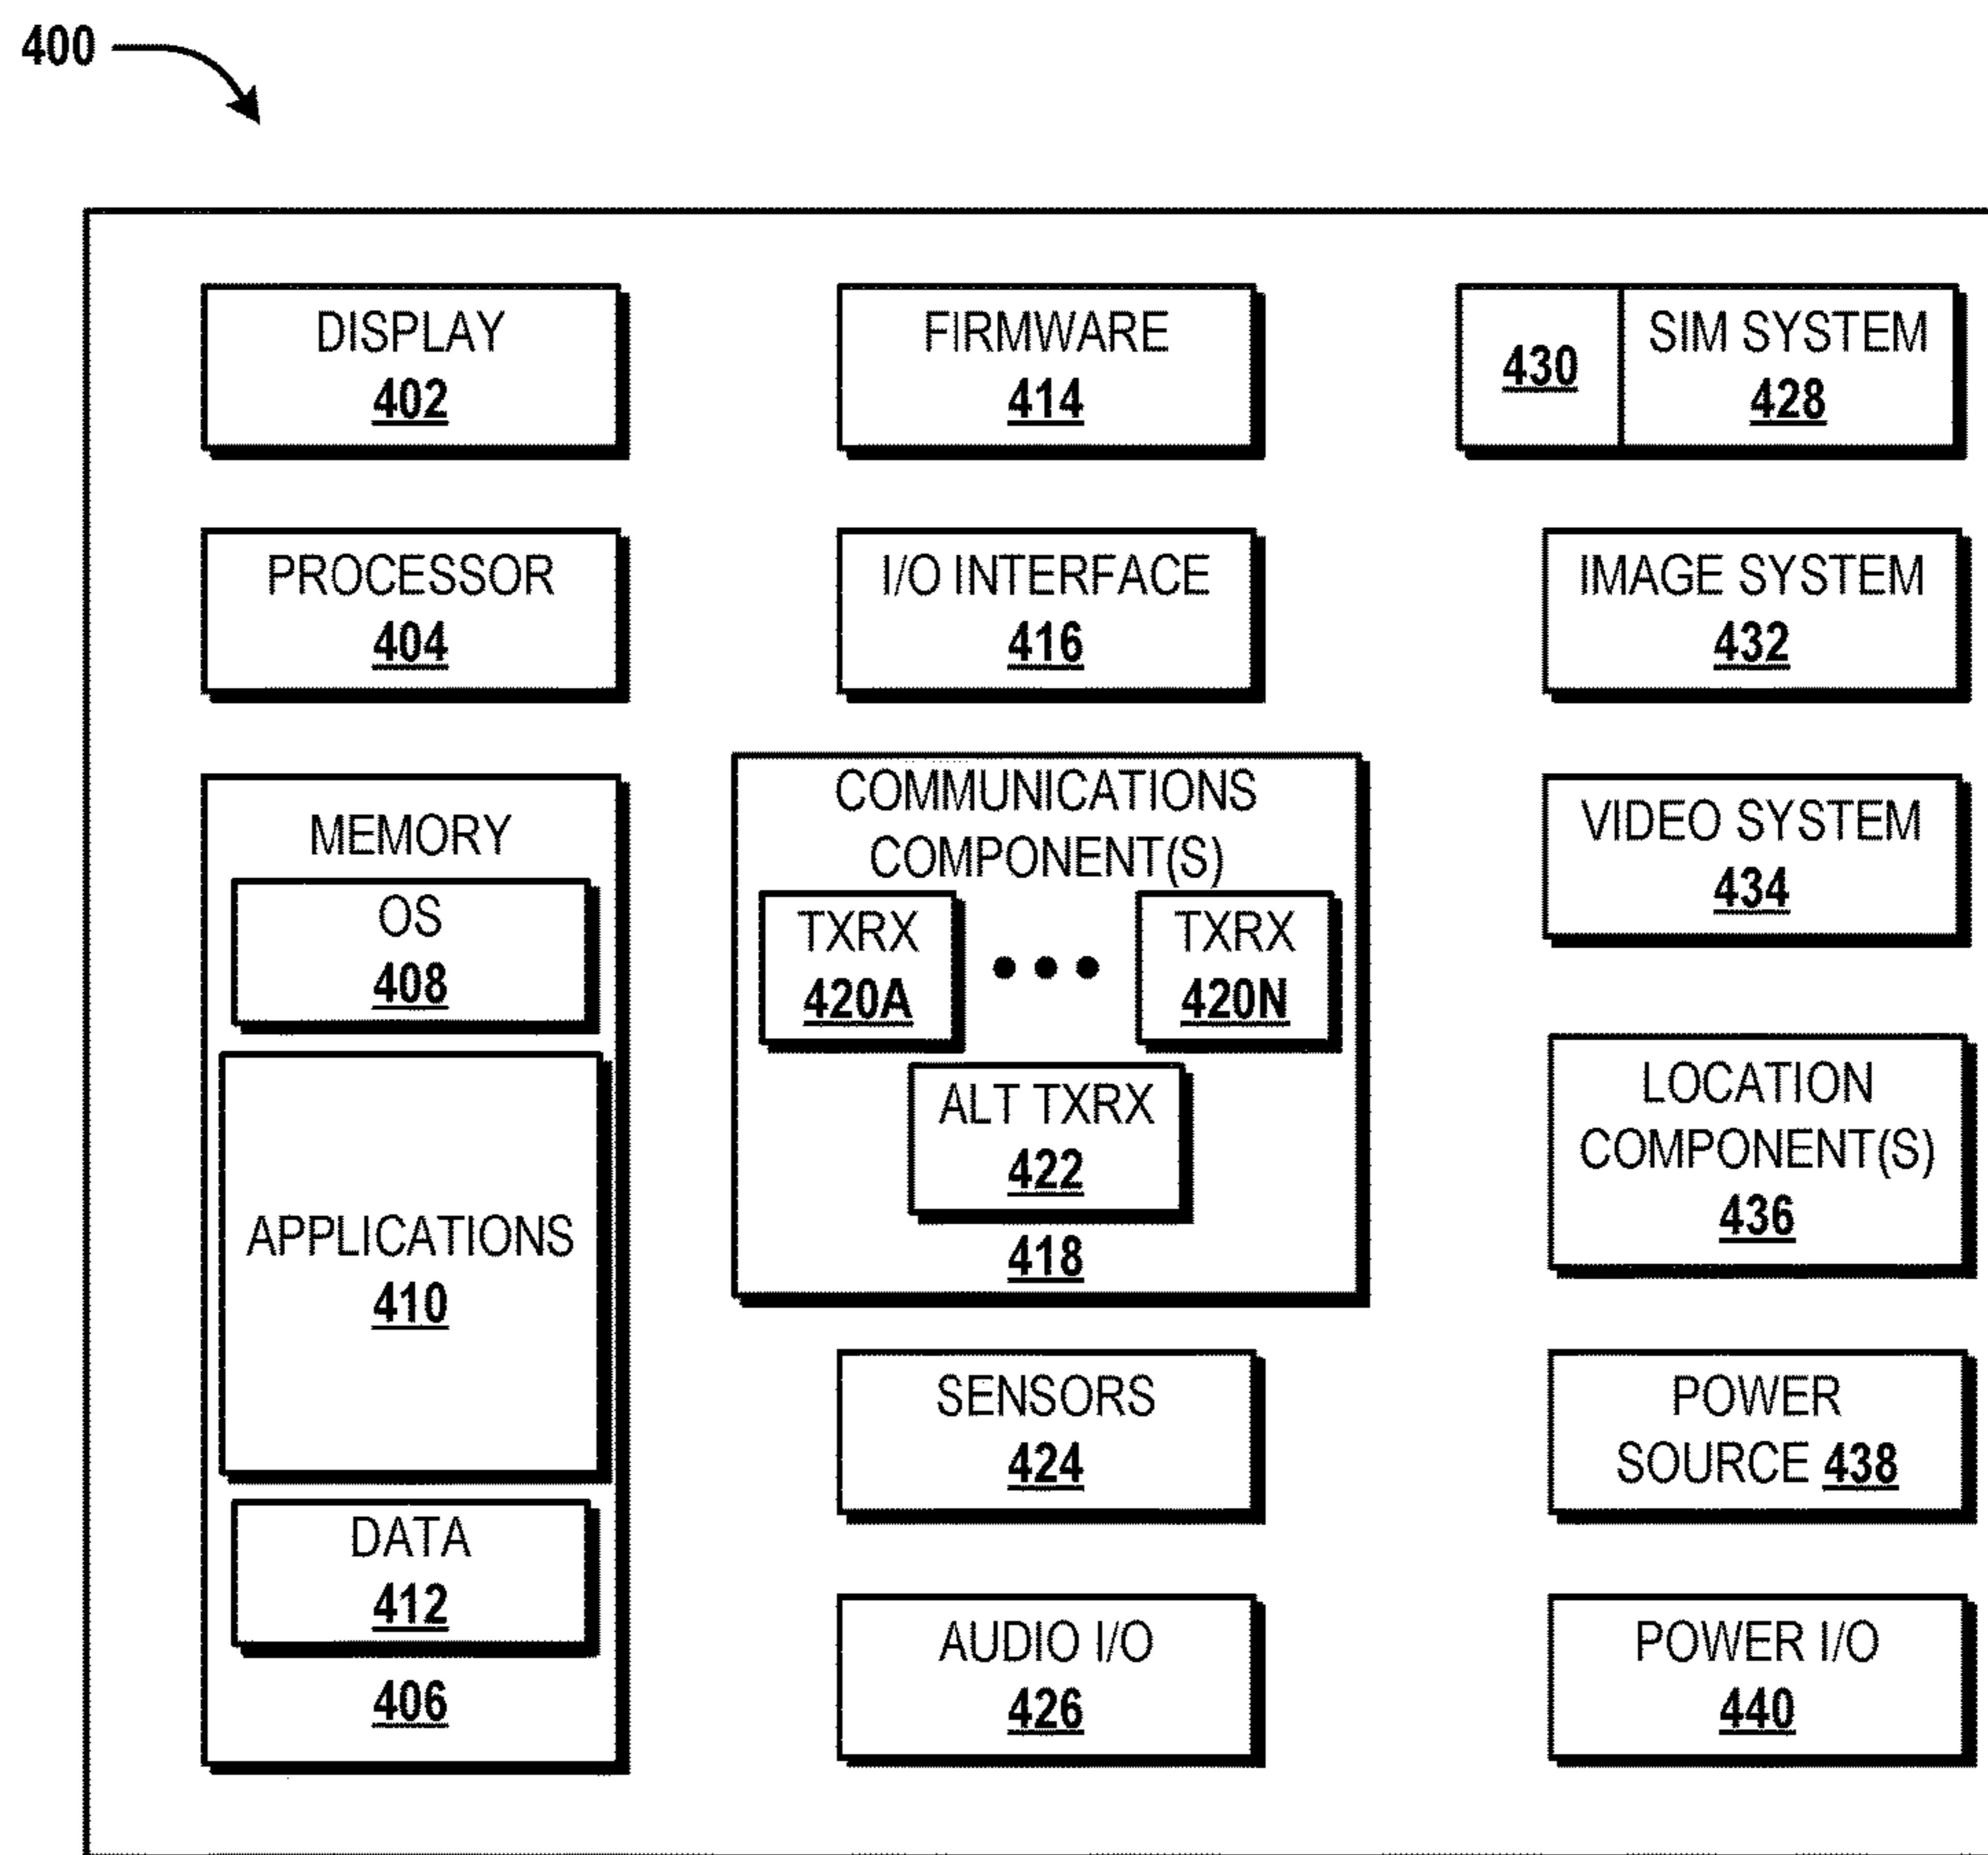 400
DISPLAY
402
PROCESSOR
404
MEMORY
OS
408
APPLICATIONS
410
DATA
412
406
FIRMWARE
414
I/O INTERFACE
416
COMMUNICATIONS
COMPONENT(S)
TXRX
420A
TXRX
420N
ALT TXRX
422
418
SENSORS
424
AUDIO I/O
426
430
SIM SYSTEM
428
IMAGE SYSTEM
432
VIDEO SYSTEM
434
LOCATION
COMPONENT(S)
436
POWER
SOURCE 438
POWER I/O
440